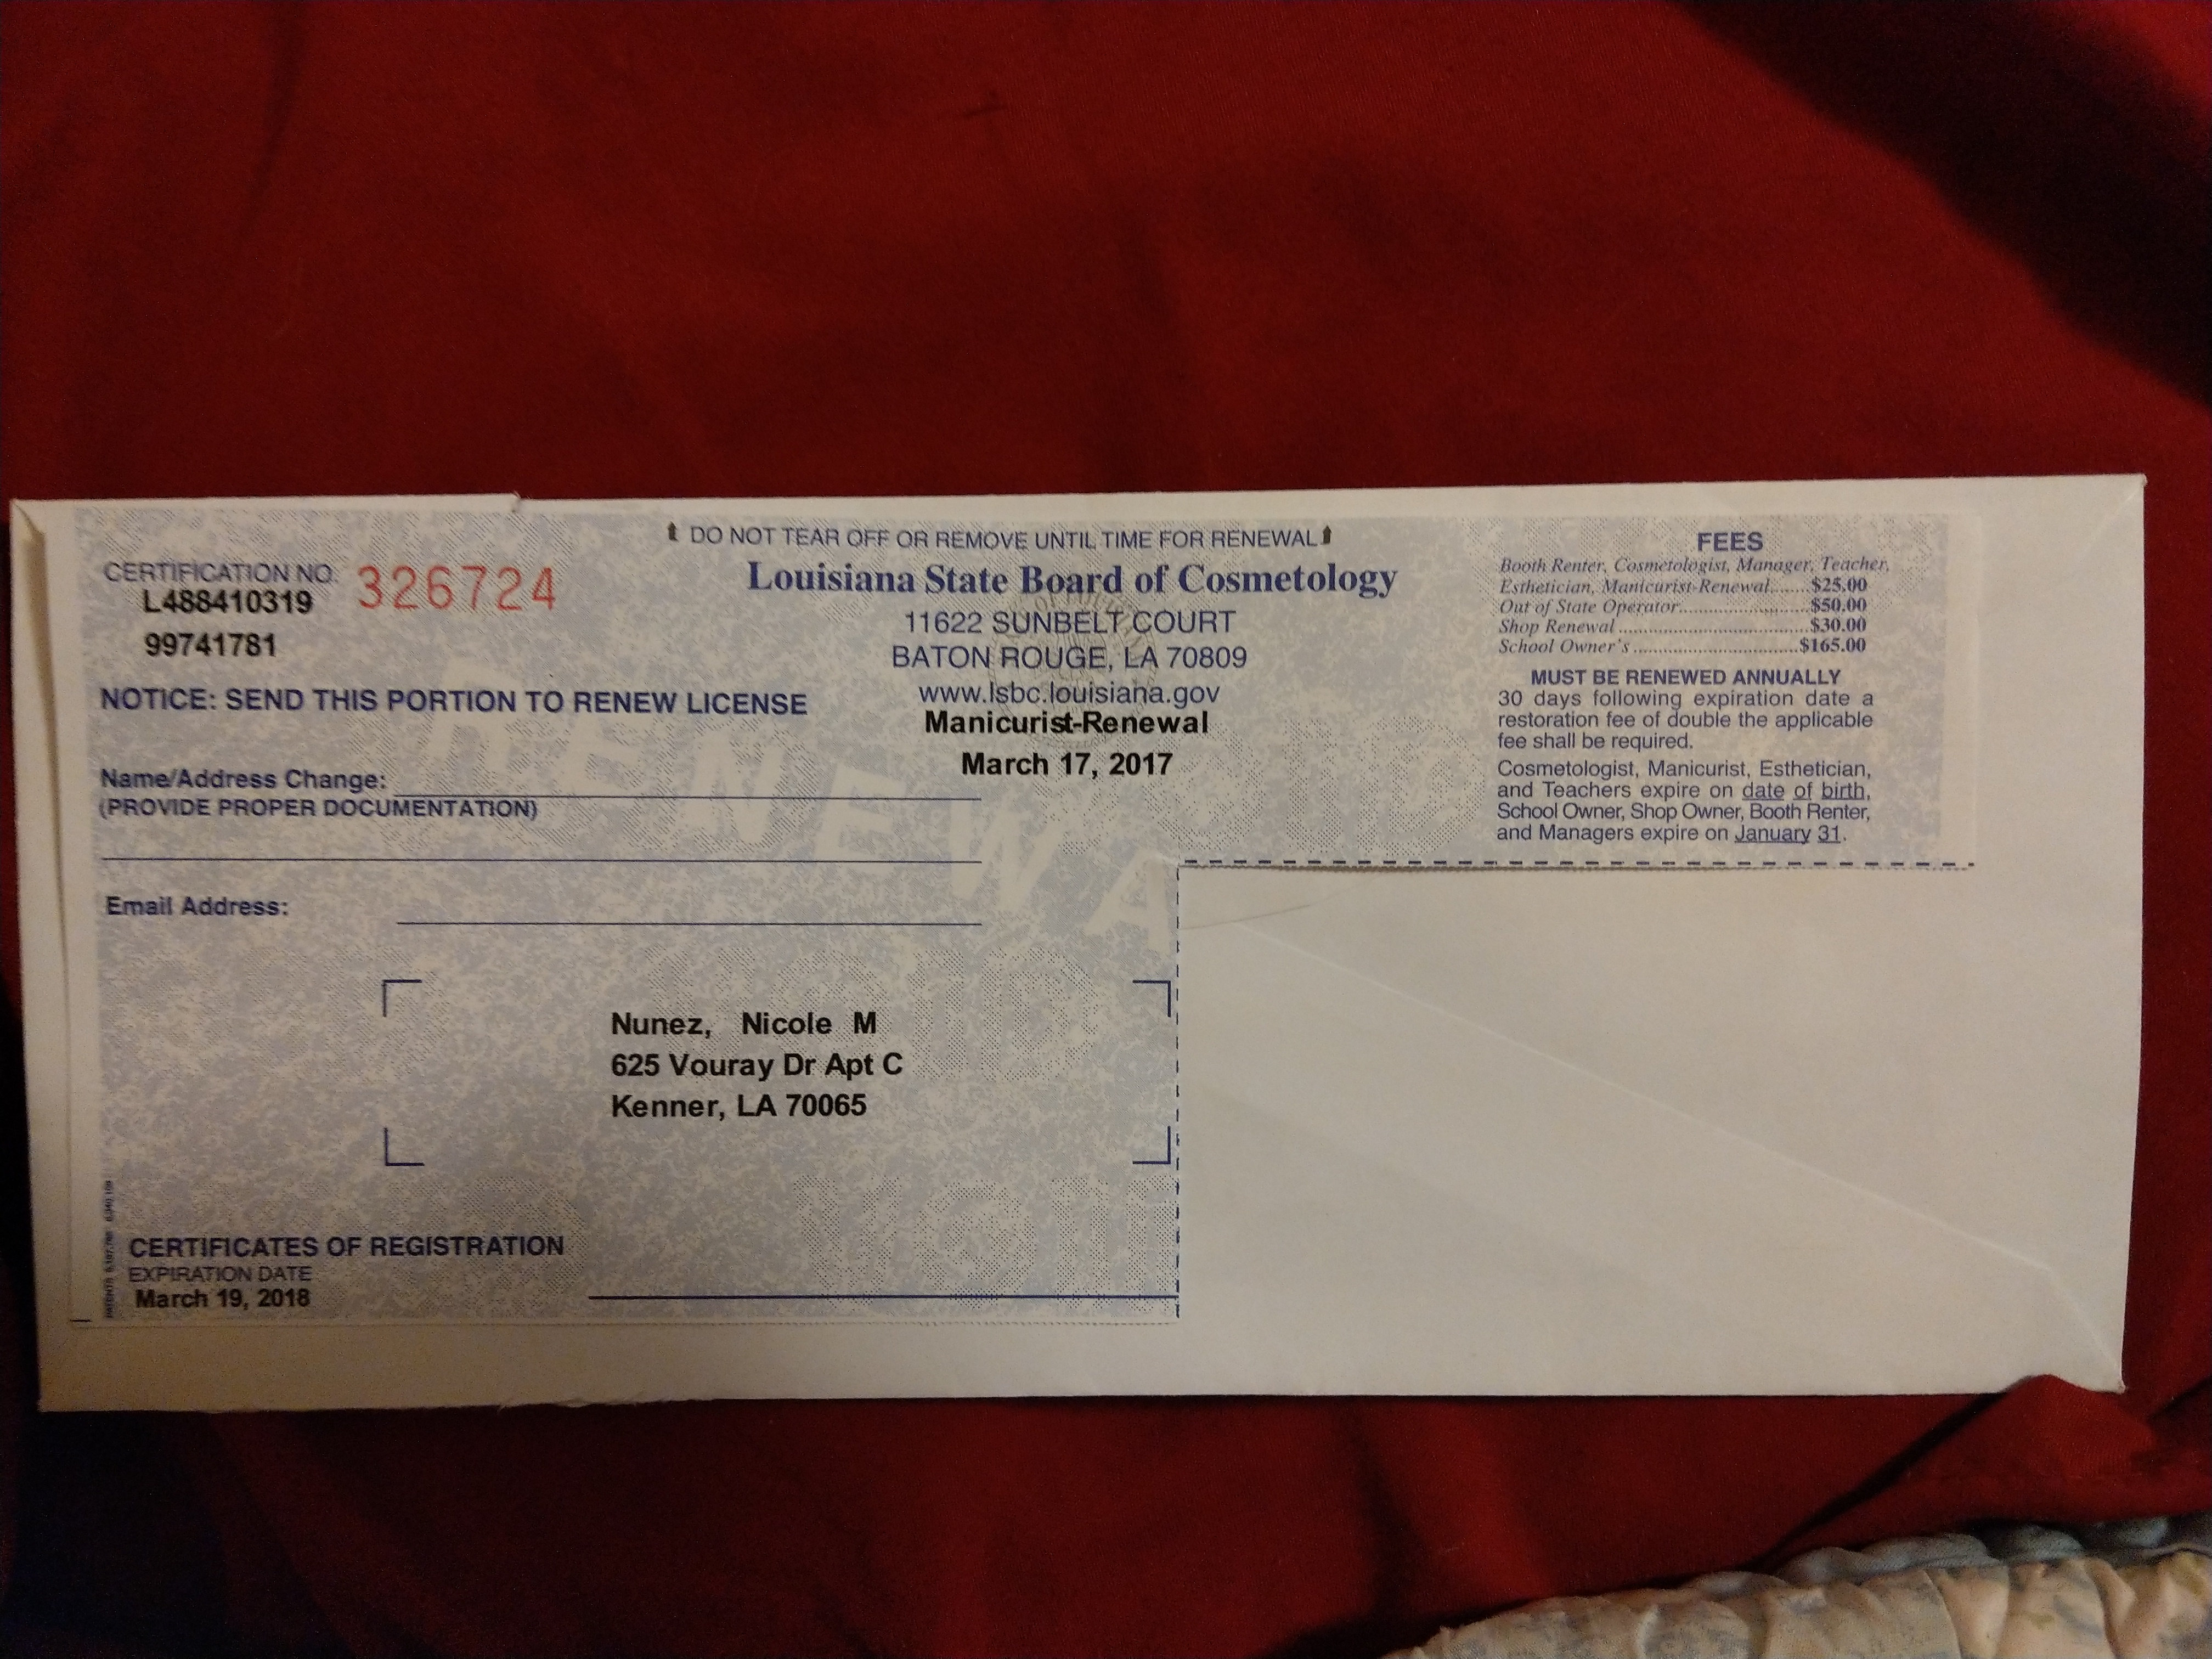 DO NOT TEAR OFF OR REMOVE UNTIL TIME FOR RENEWAL
CERTIFICATION NO. 326724
L488410319
99741781
NOTICE: SEND THIS PORTION TO RENEW LICENSE
Louisiana State Board of Cosmetology
11622 SUNBELT COURT
BATON ROUGE, LA 70809
www.lsbc.louisiana.gov
Manicurist-Renewal
March 17, 2017
FEES
Booth Renter, Cosmetologist, Manager, Teacher,
Esthetician, Manicurist-Renewal.......$25.00
Out of State Operator.............................$50.00
Shop Renewal ..........................................$30.00
School Owner's ....................................$165.00
MUST BE RENEWED ANNUALLY
30 days following expiration date a
restoration fee of double the applicable
fee shall be required.
Cosmetologist, Manicurist, Esthetician,
and Teachers expire on date of birth,
School Owner, Shop Owner, Booth Renter,
and Managers expire on January 31.
Name/Address Change:
(PROVIDE PROPER DOCUMENTATION)
Email Address:
Nunez, Nicole M
625 Vouray Dr Apt C
Kenner, LA 70065
CERTIFICATES OF REGISTRATION
EXPIRATION DATE
March 19, 2018